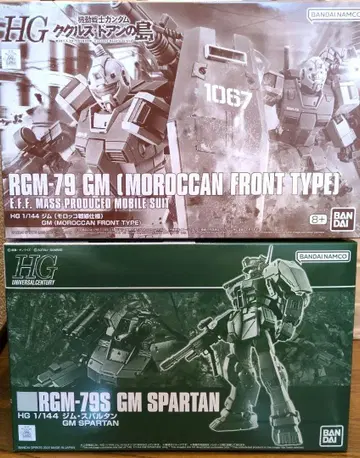 HG
機動戦士ガンダム
ククルス・ドアンの島
BANDAI NAMCO
1067
RGM-79 GM (MOROCCAN FRONT TYPE)
E.F.F. MASS PRODUCED MOBILE SUIT
HG 1/144 ジム (モロッコ戦線仕様)
GM (MOROCCAN FRONT TYPE)
8+
BANDAI
HG
UNIVERSAL CENTURY
BANDAI NAMCO
RGM-79S GM SPARTAN
HG 1/144 ジム・スパルタン
GM SPARTAN
BANDAI